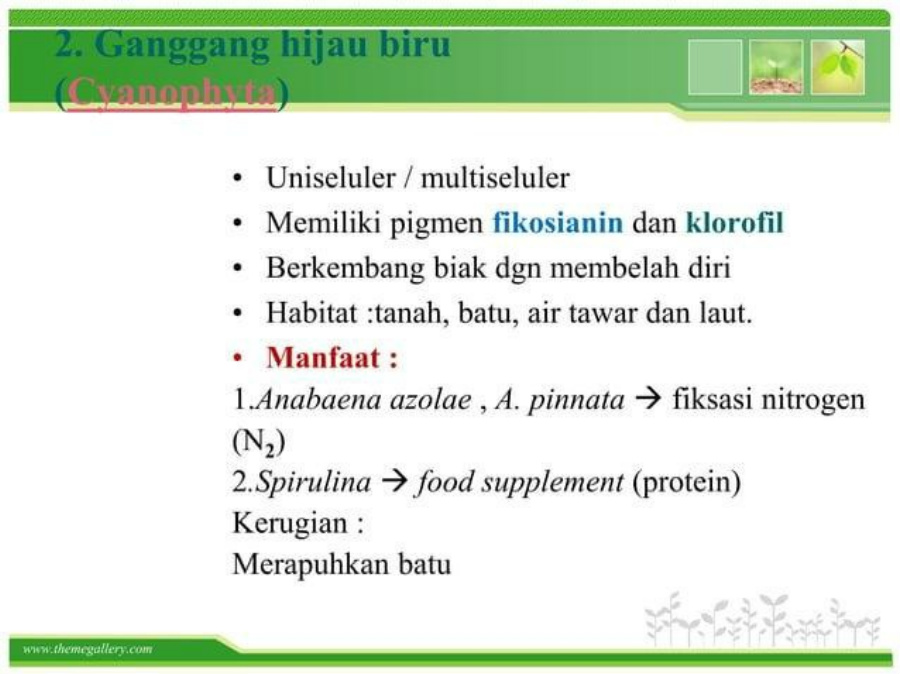 2. Ganggang hijau biru
(Cyanophyta)
• Uniseluler / multiseluler
• Memiliki pigmen fikosianin dan klorofil
• Berkembang biak dgn membelah diri
• Habitat :tanah, batu, air tawar dan laut.
• Manfaat :
1.Anabaena azolae , A. pinnata → fiksasi nitrogen
(N₂)
2.Spirulina → food supplement (protein)
Kerugian :
Merapuhkan batu
www.themegallery.com